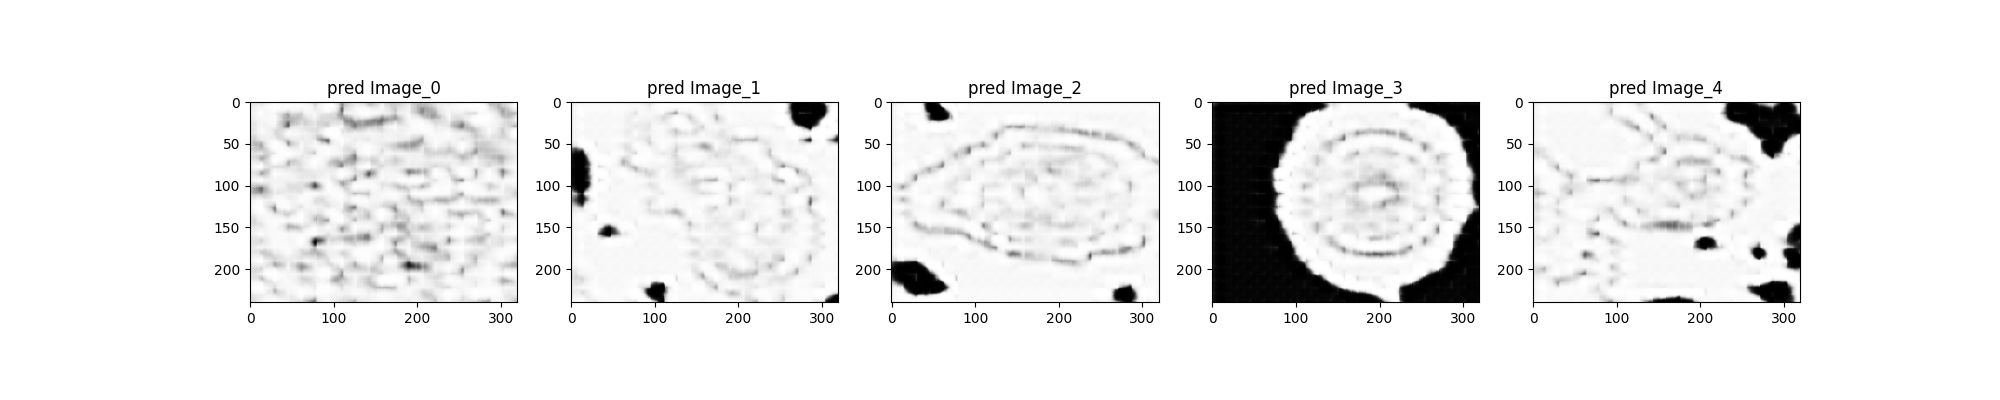 pred Image_0 pred Image_1 pred Image_2 pred Image_3 pred Image_4
0 0 0 0 0
50 50 50 50 50
100 100 100 100 100
150 150 150 150 150
200 200 200 200 200
0 100 200 300 0 100 200 300 0 100 200 300 0 100 200 300 0 100 200 300